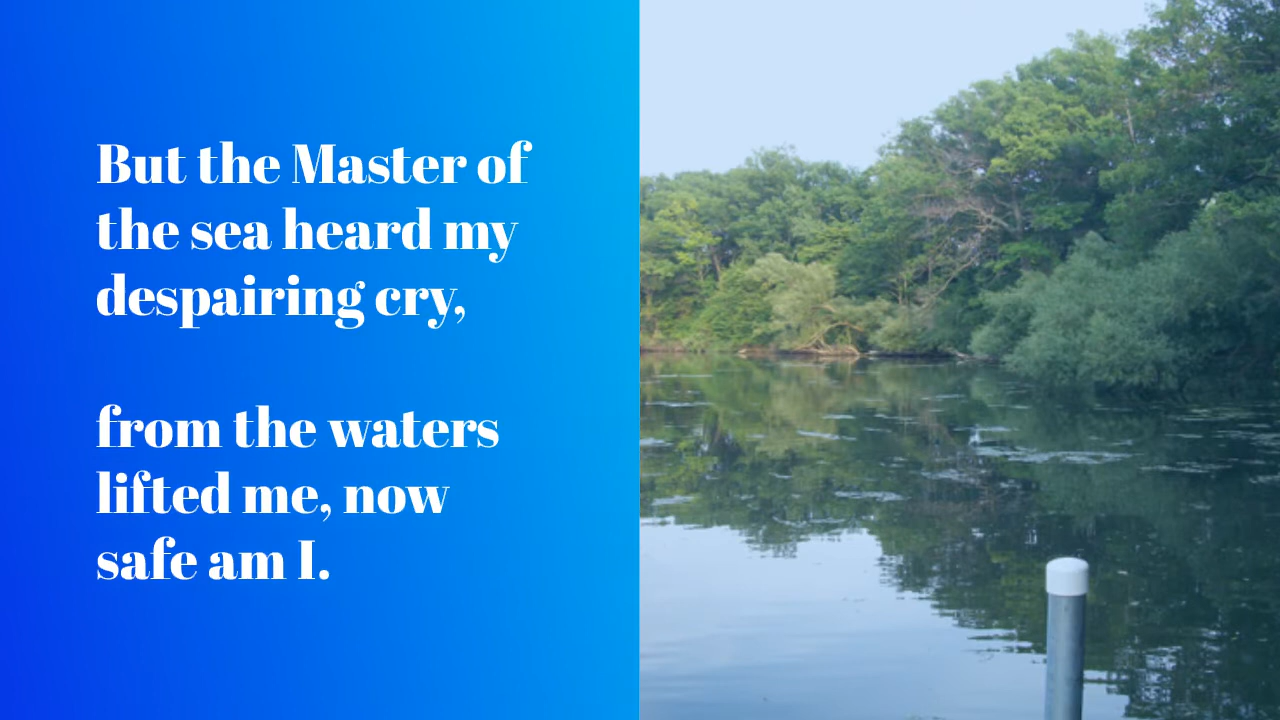 But the Master of
the sea heard my
despairing cry,
from the waters
lifted me, now
safe am I.